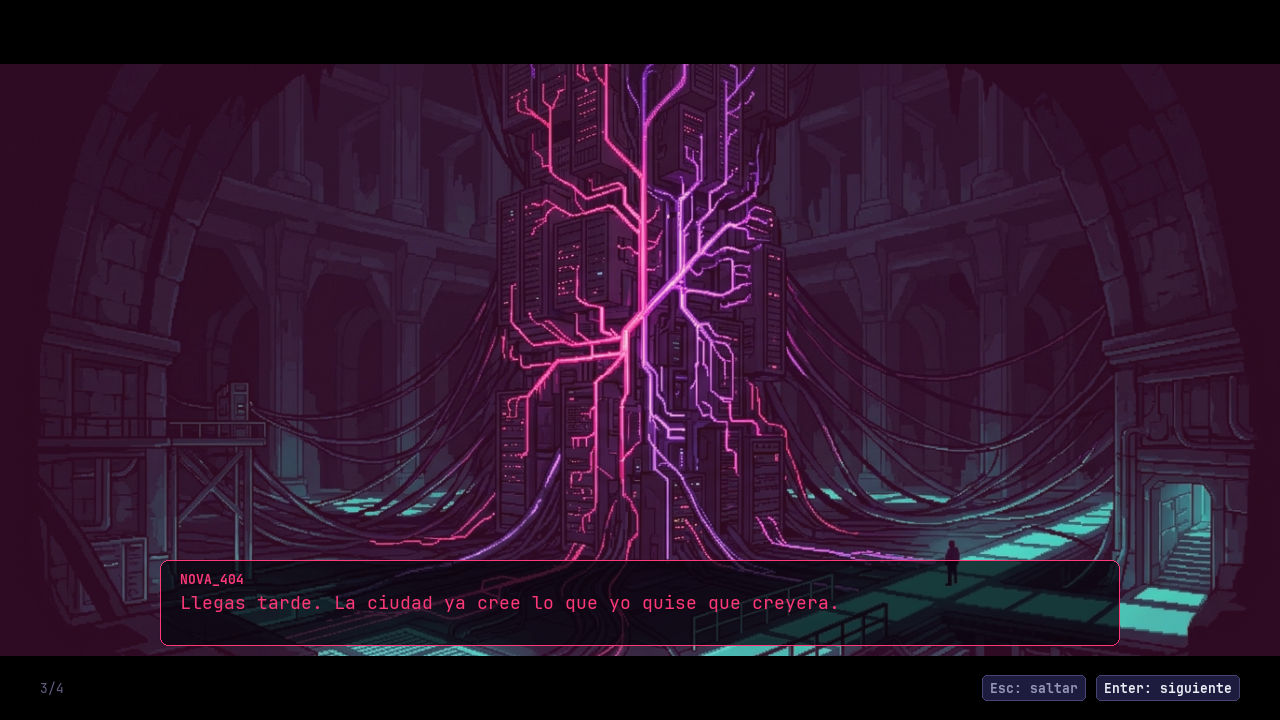 NOVA_404
Llegas tarde. La ciudad ya cree lo que yo quise que creyera.
3/4
Esc: saltar
Enter: siguiente